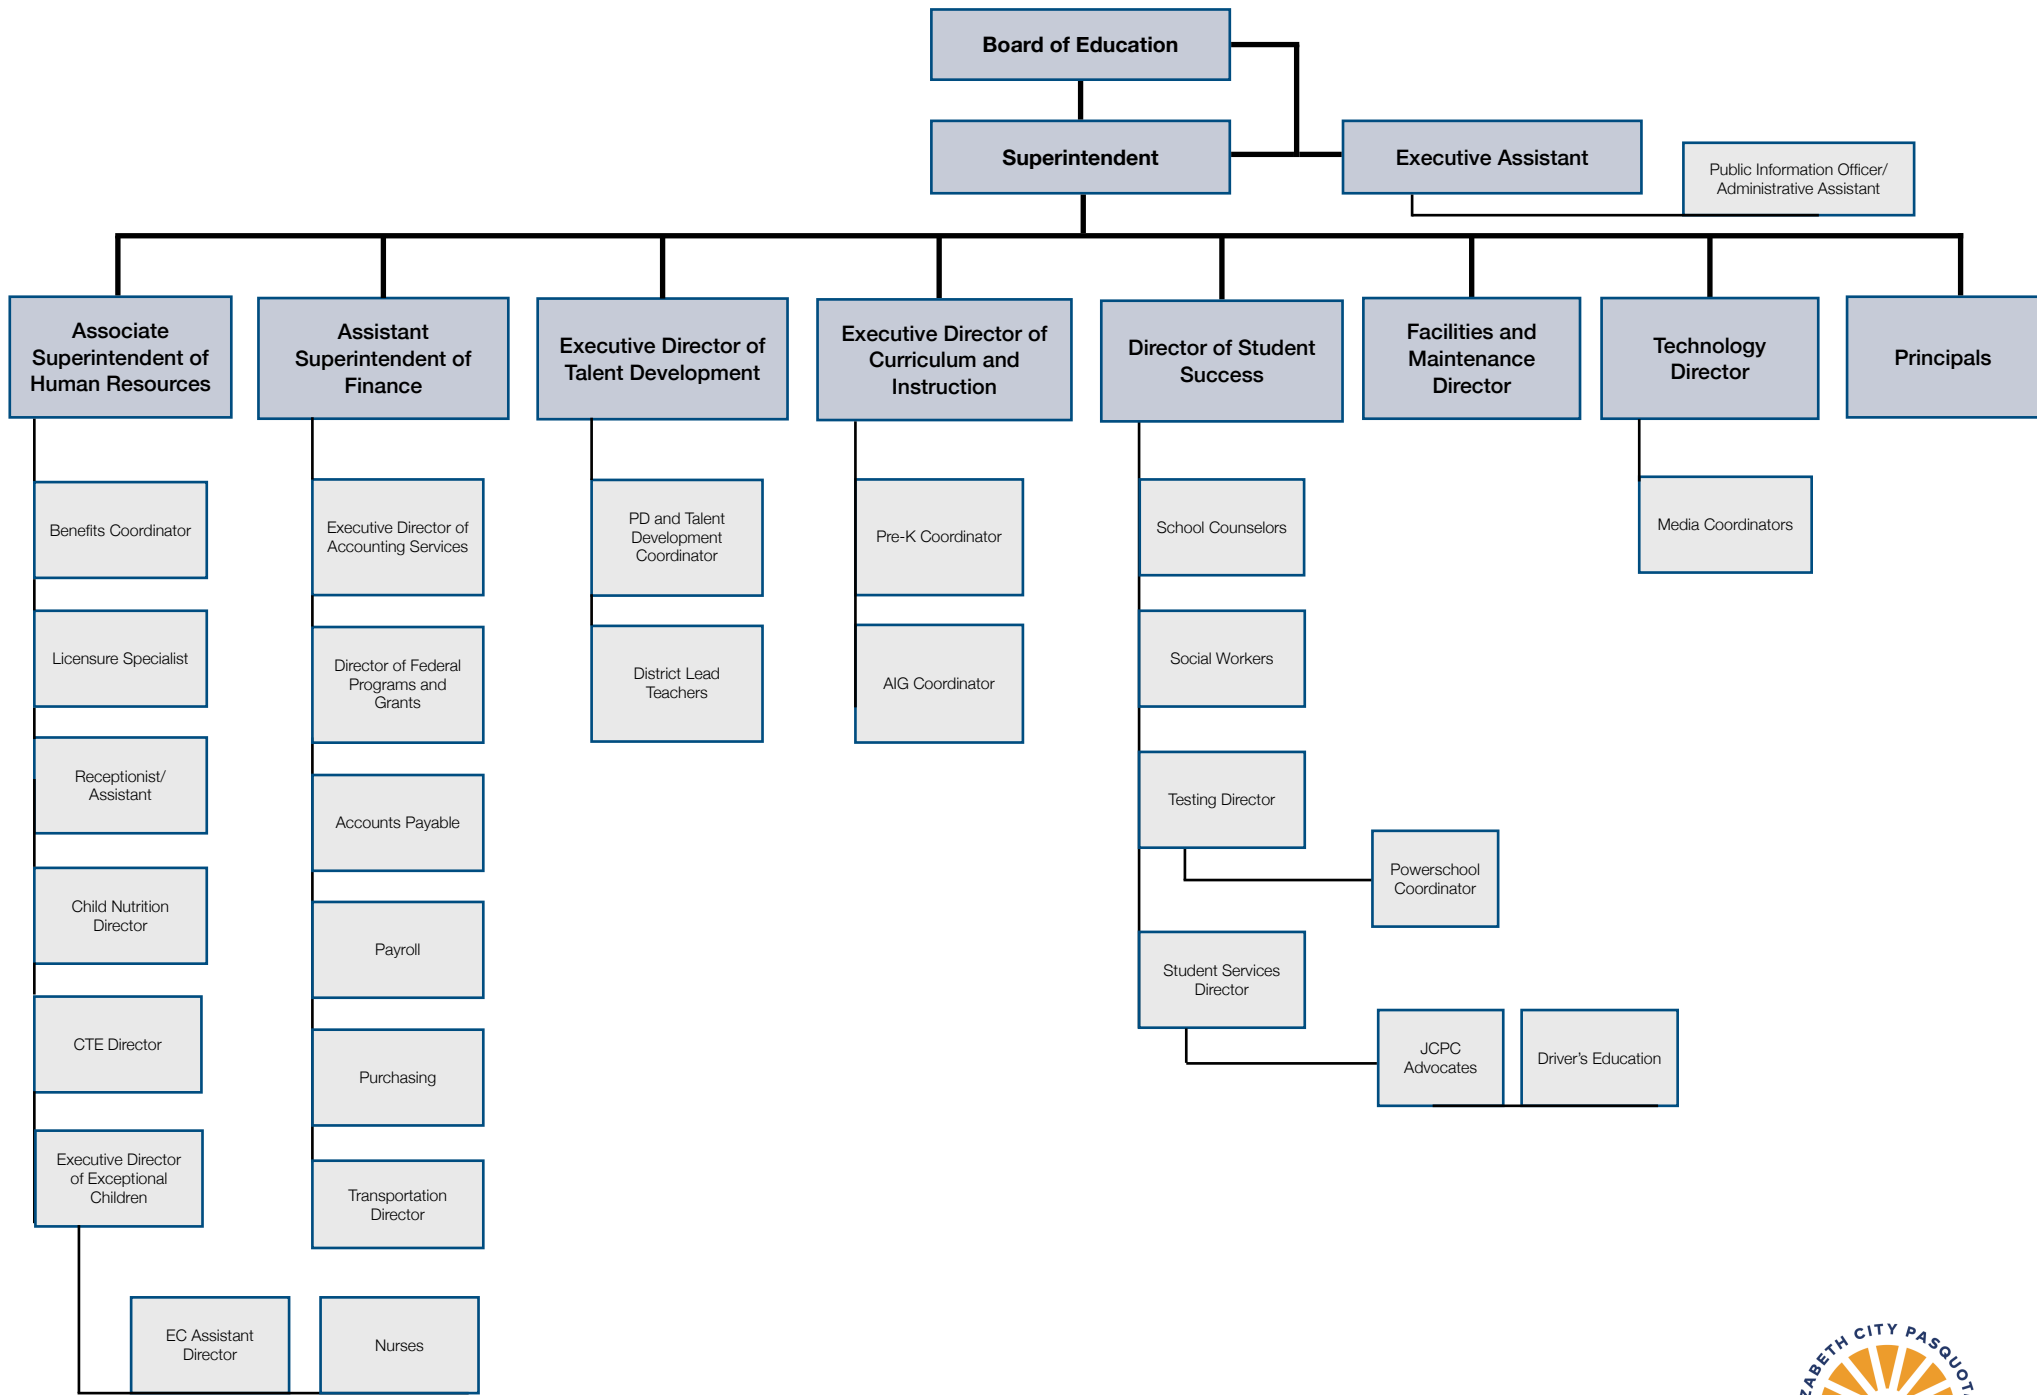 Board of Education
Superintendent
Executive Assistant
Public Information Officer/
Administrative Assistant
Associate
Superintendent of
Human Resources
Assistant
Superintendent of
Finance
Executive Director of
Talent Development
Executive Director of
Curriculum and
Instruction
Director of Student
Success
Facilities and
Maintenance
Director
Technology
Director
Principals
Benefits Coordinator
Licensure Specialist
Receptionist/
Assistant
Child Nutrition
Director
CTE Director
Executive Director
of Exceptional
Children
EC Assistant
Director
Nurses
Executive Director of
Accounting Services
Director of Federal
Programs and
Grants
Accounts Payable
Payroll
Purchasing
Transportation
Director
PD and Talent
Development
Coordinator
District Lead
Teachers
Pre-K Coordinator
AIG Coordinator
School Counselors
Social Workers
Testing Director
Powerschool
Coordinator
Student Services
Director
JCPC
Advocates
Driver's Education
Media Coordinators
CITY